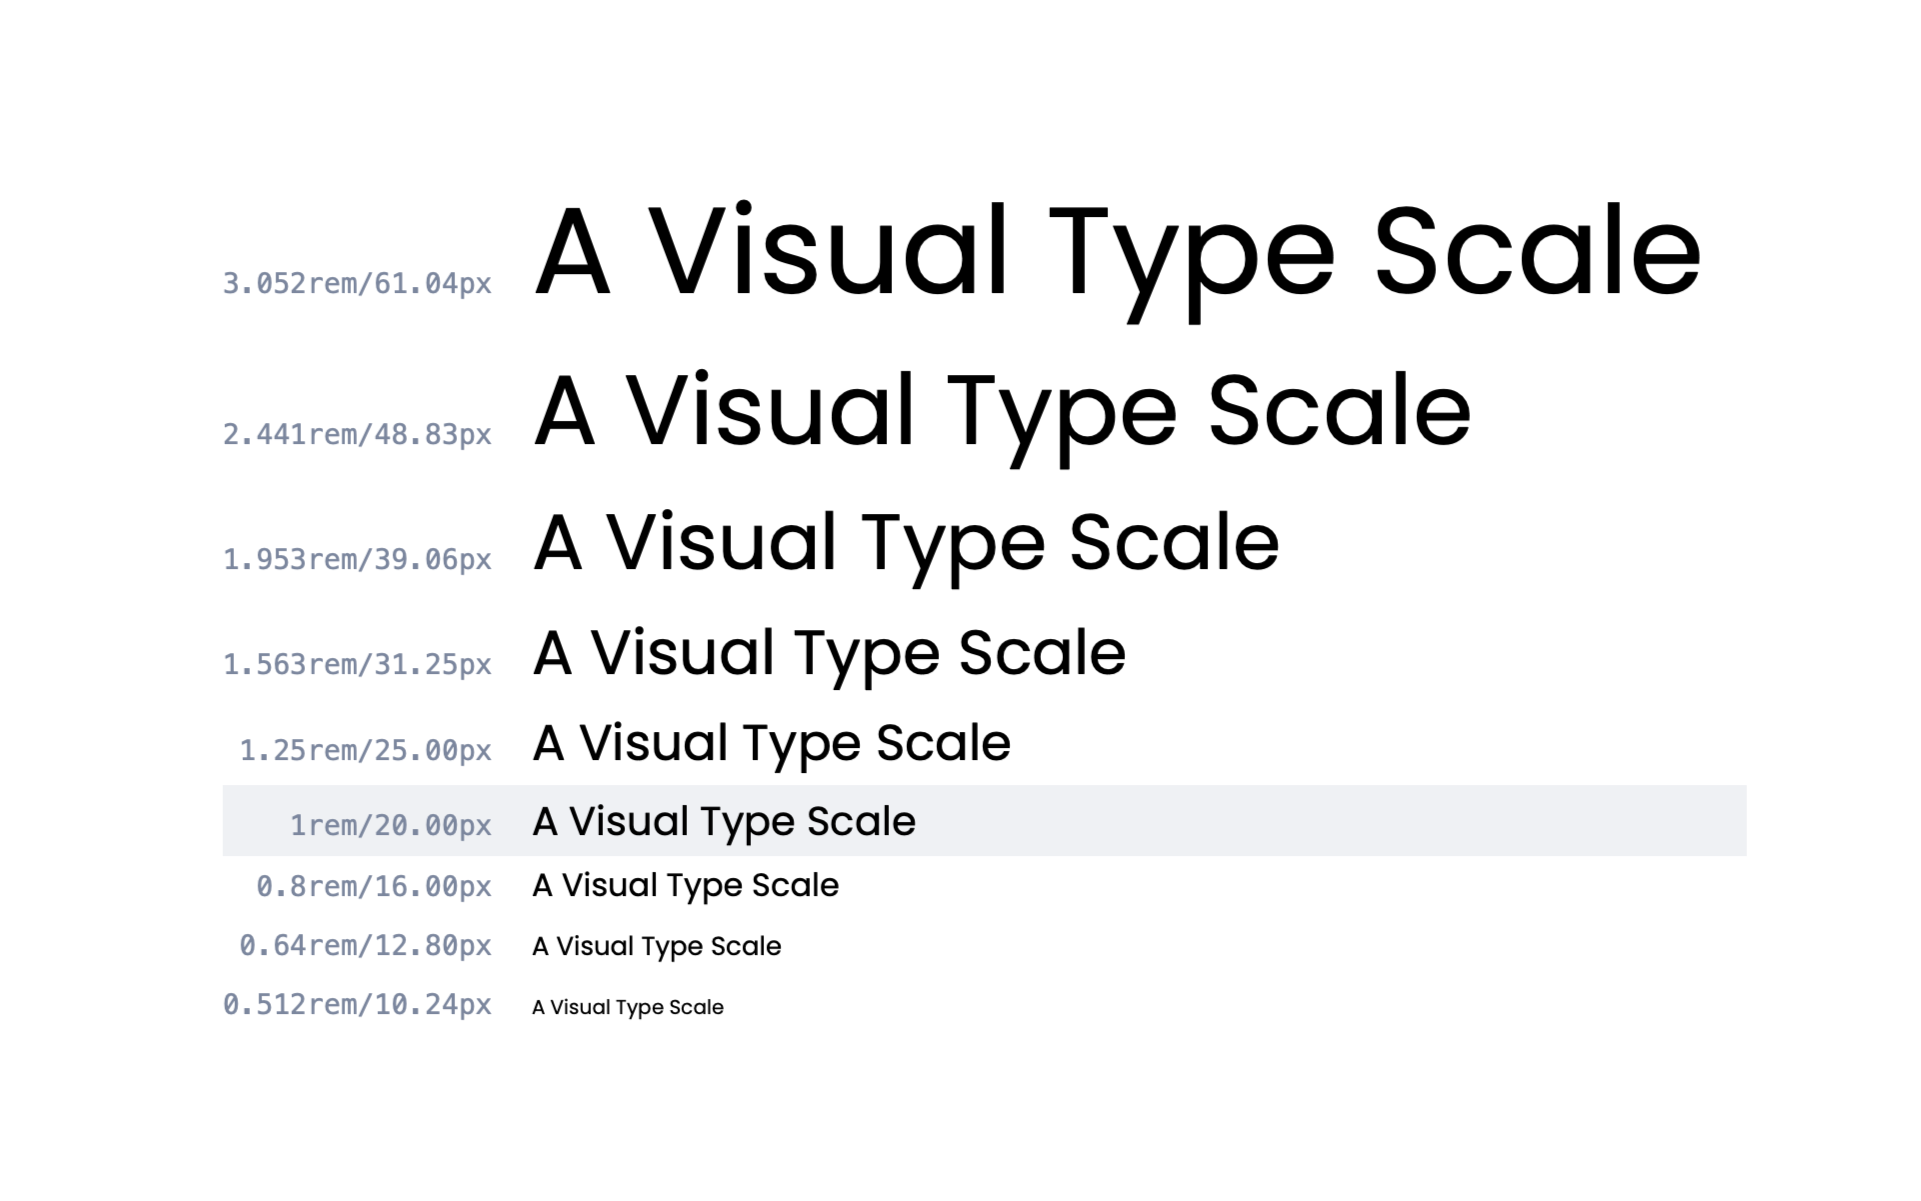 3.052rem/61.04px A Visual Type Scale
2.441rem/48.83px A Visual Type Scale
1.953rem/39.06px A Visual Type Scale
1.563rem/31.25px A Visual Type Scale
1.25rem/25.00px A Visual Type Scale
1rem/20.00px A Visual Type Scale
0.8rem/16.00px A Visual Type Scale
0.64rem/12.80px A Visual Type Scale
0.512rem/10.24px A Visual Type Scale